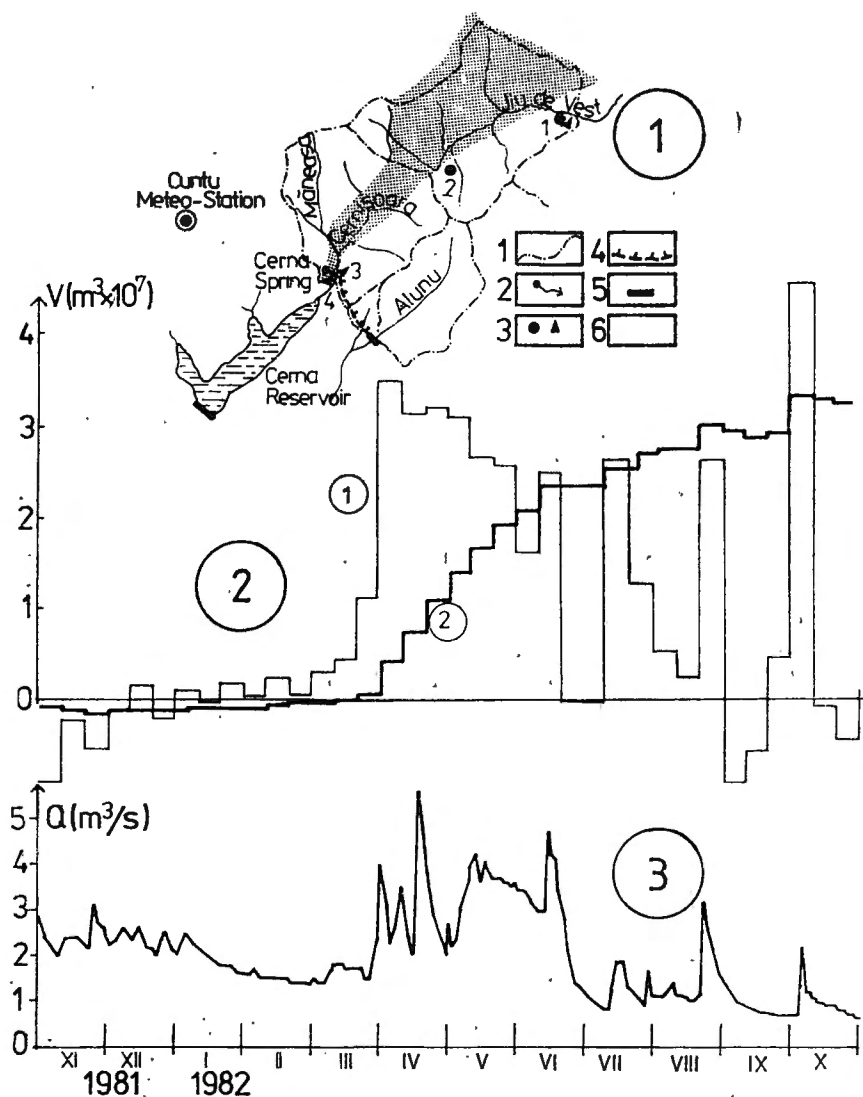 Jiu de Vest
1
1
Cuntu
Meteo-Station
Măneasa
2
Cernișoara
Cerna
Spring
3
4
Alunu
Cerna
Reservoir
1 4
2 5
3 6
V(m³×10⁷)
4
3
2
1
0
1
2
2
Q(m³/s)
5
4
3
2
1
0
3
XI XII I II III IV V VI VII VIII IX X
1981 1982